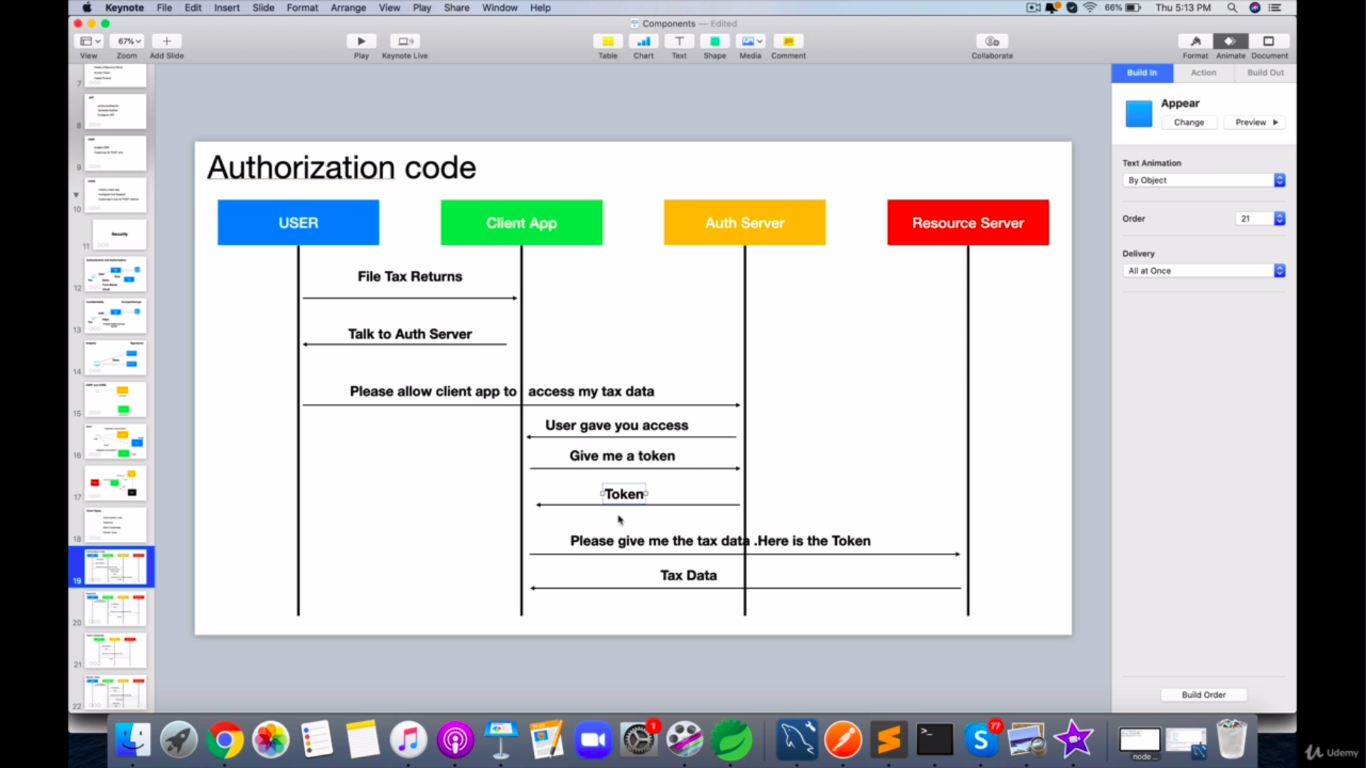 Keynote File Edit Insert Slide Format Arrange View Play Share Window Help 66% Thu 5:13 PM
Components — Edited
67%
View Zoom Add Slide Play Keynote Live Table Chart Text Shape Media Comment Collaborate Format Animate Document
Build In Action Build Out
Appear
Change Preview
Text Animation
By Object
Order 21
Delivery
All at Once
Build Order
7
8
9
10
11
Security
12
13
14
15
16
17
18
19
20
21
22
Authorization code
USER Client App Auth Server Resource Server
File Tax Returns
Talk to Auth Server
Please allow client app to access my tax data
User gave you access
Give me a token
Token
Please give me the tax data .Here is the Token
Tax Data
1
77
node
Udemy